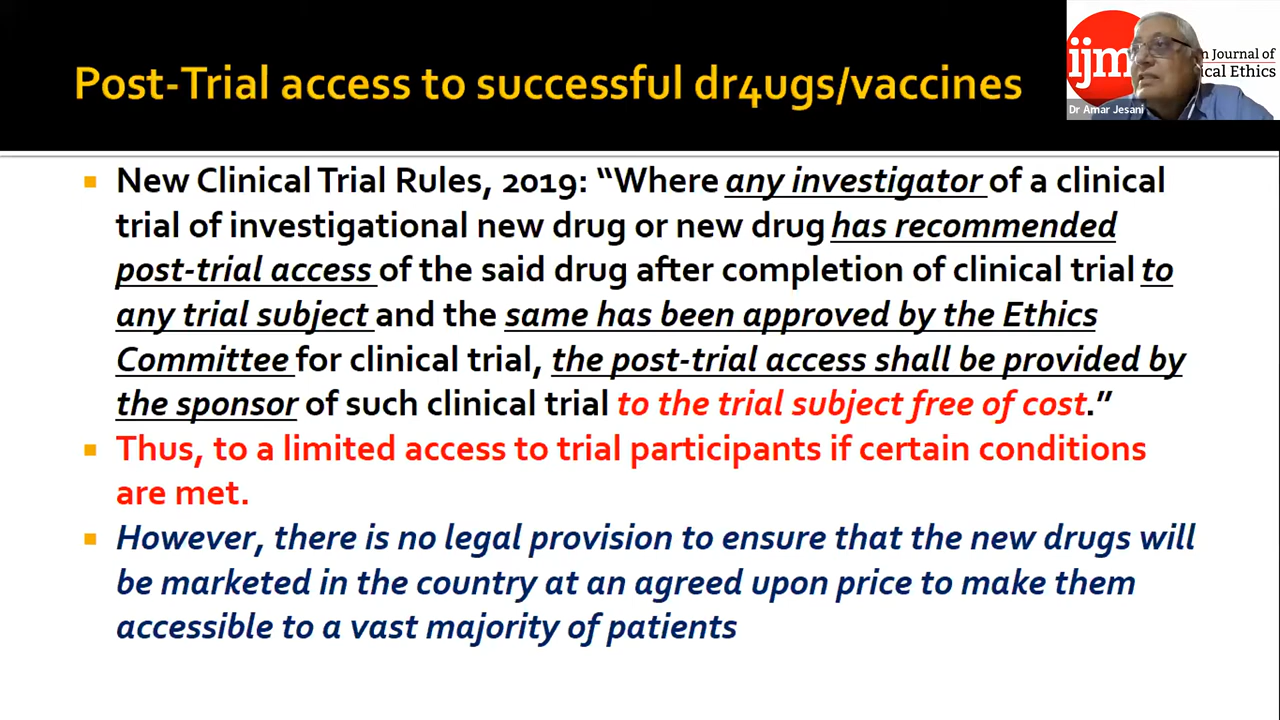 Post-Trial access to successful dr4ugs/vaccines
ijm
n Journal of
ical Ethics
Dr Amar Jesani
New Clinical Trial Rules, 2019: “Where any investigator of a clinical
trial of investigational new drug or new drug has recommended
post-trial access of the said drug after completion of clinical trial to
any trial subject and the same has been approved by the Ethics
Committee for clinical trial, the post-trial access shall be provided by
the sponsor of such clinical trial to the trial subject free of cost.”
Thus, to a limited access to trial participants if certain conditions
are met.
However, there is no legal provision to ensure that the new drugs will
be marketed in the country at an agreed upon price to make them
accessible to a vast majority of patients